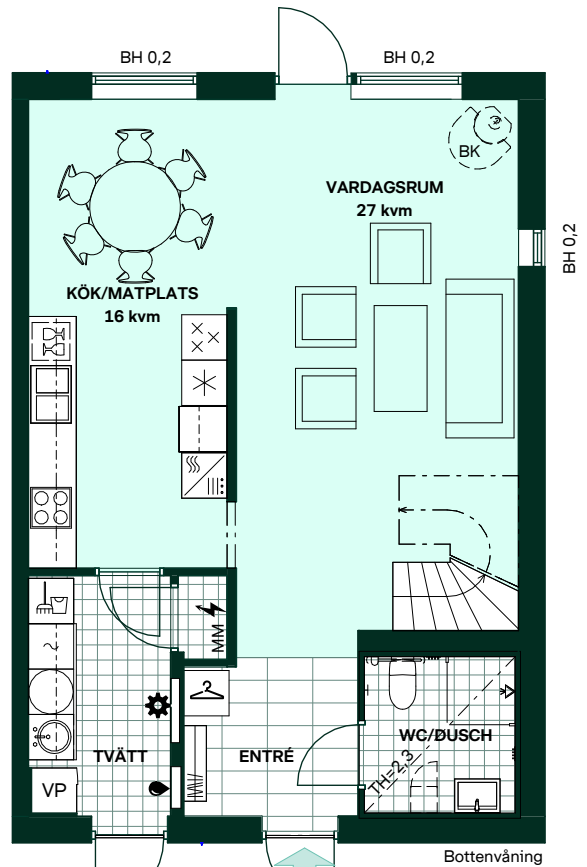 BH 0,2
BH 0,2
BK
VARDAGSRUM
27 kvm
BH 0,2
KÖK/MATPLATS
16 kvm
MM
WC/DUSCH
TVÄTT
ENTRÉ
TH=2,3
VP
Bottenvåning